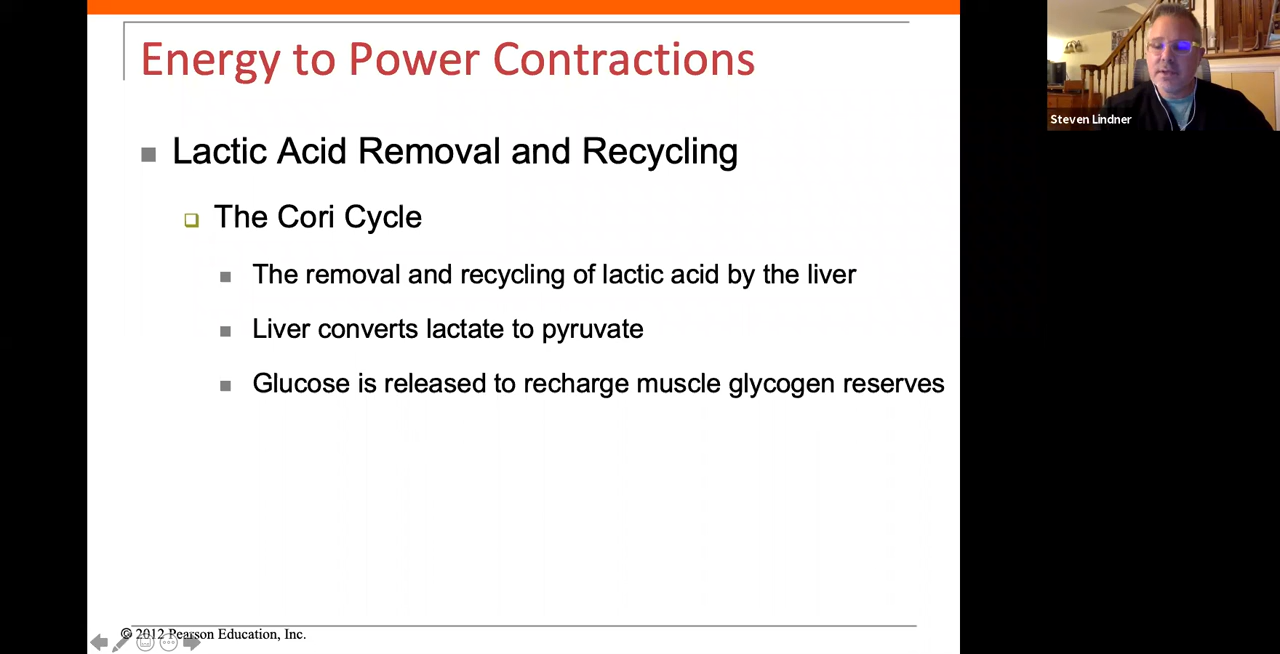 Energy to Power Contractions
Steven Lindner
Lactic Acid Removal and Recycling
The Cori Cycle
The removal and recycling of lactic acid by the liver
Liver converts lactate to pyruvate
Glucose is released to recharge muscle glycogen reserves
© 2012 Pearson Education, Inc.